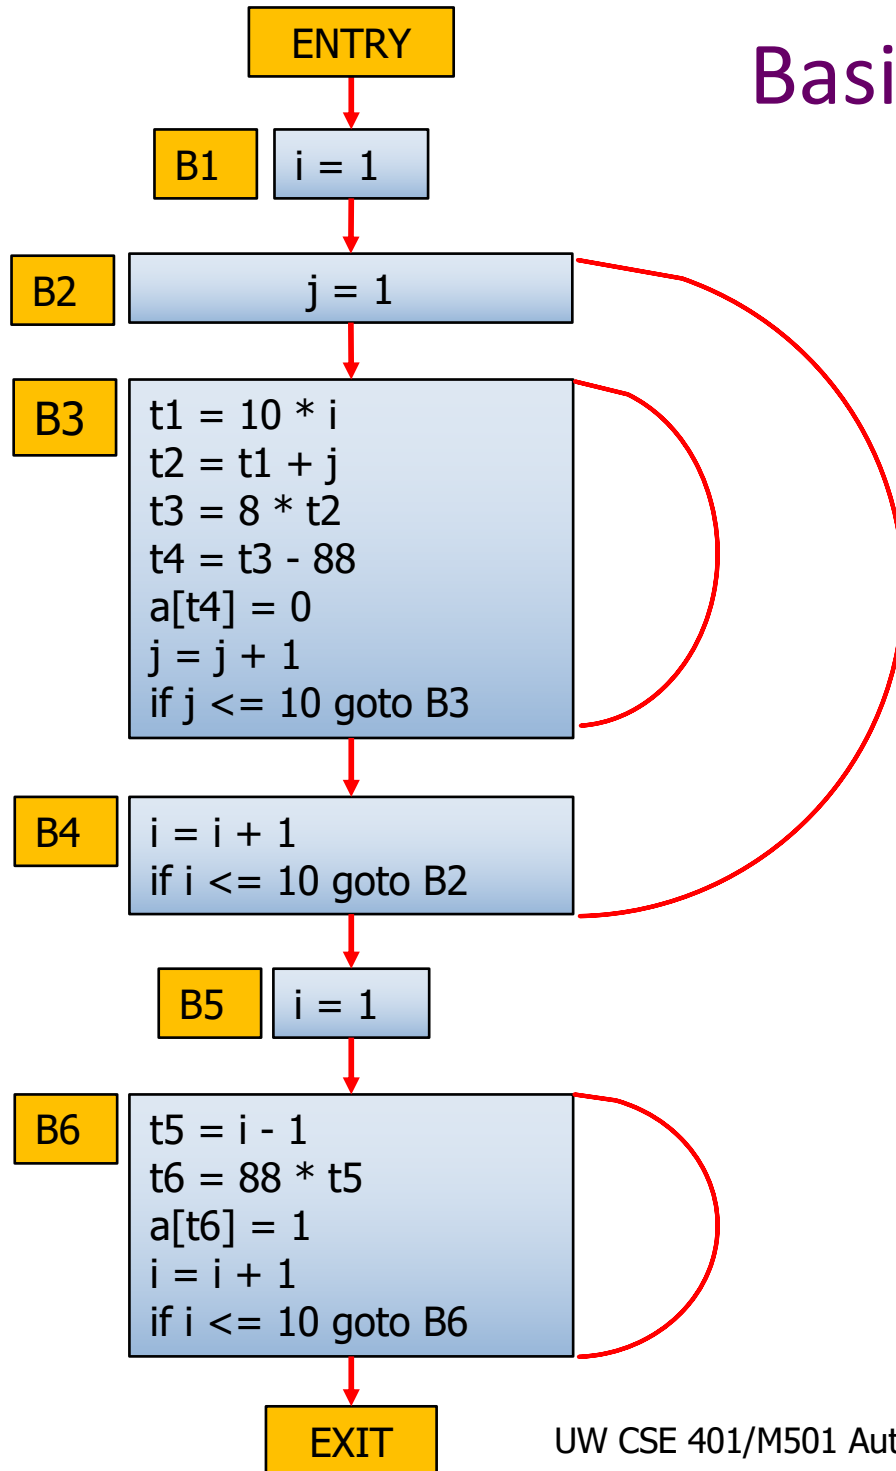 ENTRY
Basi
B1
i = 1
B2
j = 1
B3
t1 = 10 * i
t2 = t1 + j
t3 = 8 * t2
t4 = t3 - 88
a[t4] = 0
j = j + 1
if j <= 10 goto B3
B4
i = i + 1
if i <= 10 goto B2
B5
i = 1
B6
t5 = i - 1
t6 = 88 * t5
a[t6] = 1
i = i + 1
if i <= 10 goto B6
EXIT
UW CSE 401/M501 Aut